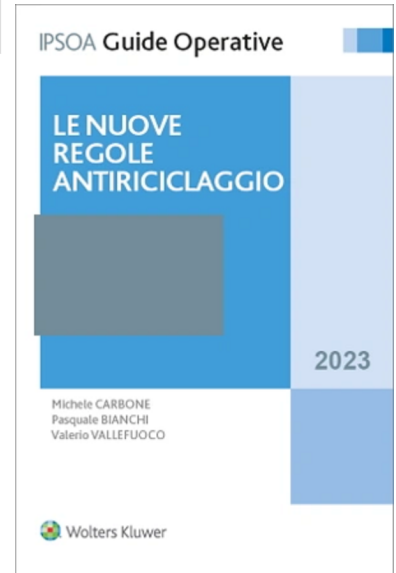 IPSOA Guide Operative
LE NUOVE
REGOLE
ANTIRICICLAGGIO
2023
Michele CARBONE
Pasquale BIANCHI
Valerio VALLEFUOCO
Wolters Kluwer